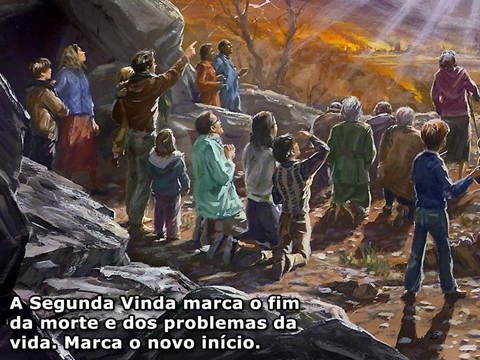 A Segunda Vinda marca o fim
da morte e dos problemas da
vida. Marca o novo início.